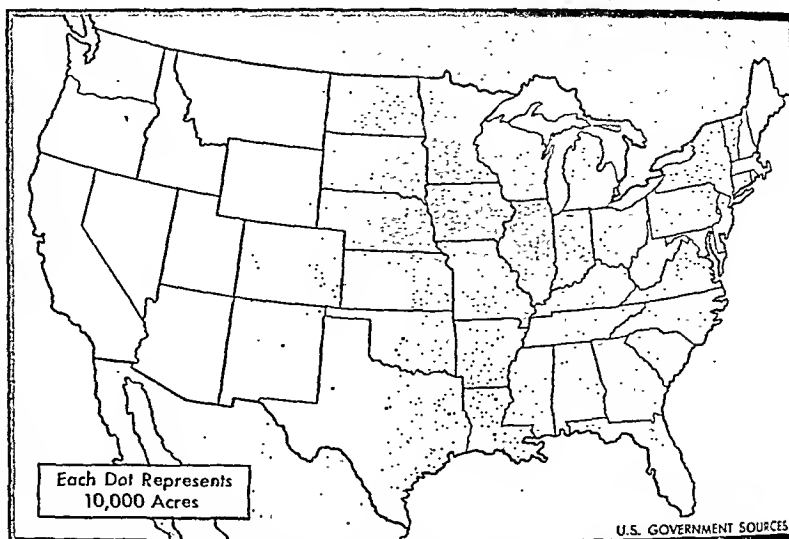 Each Dot Represents
10,000 Acres
U.S. GOVERNMENT SOURCES